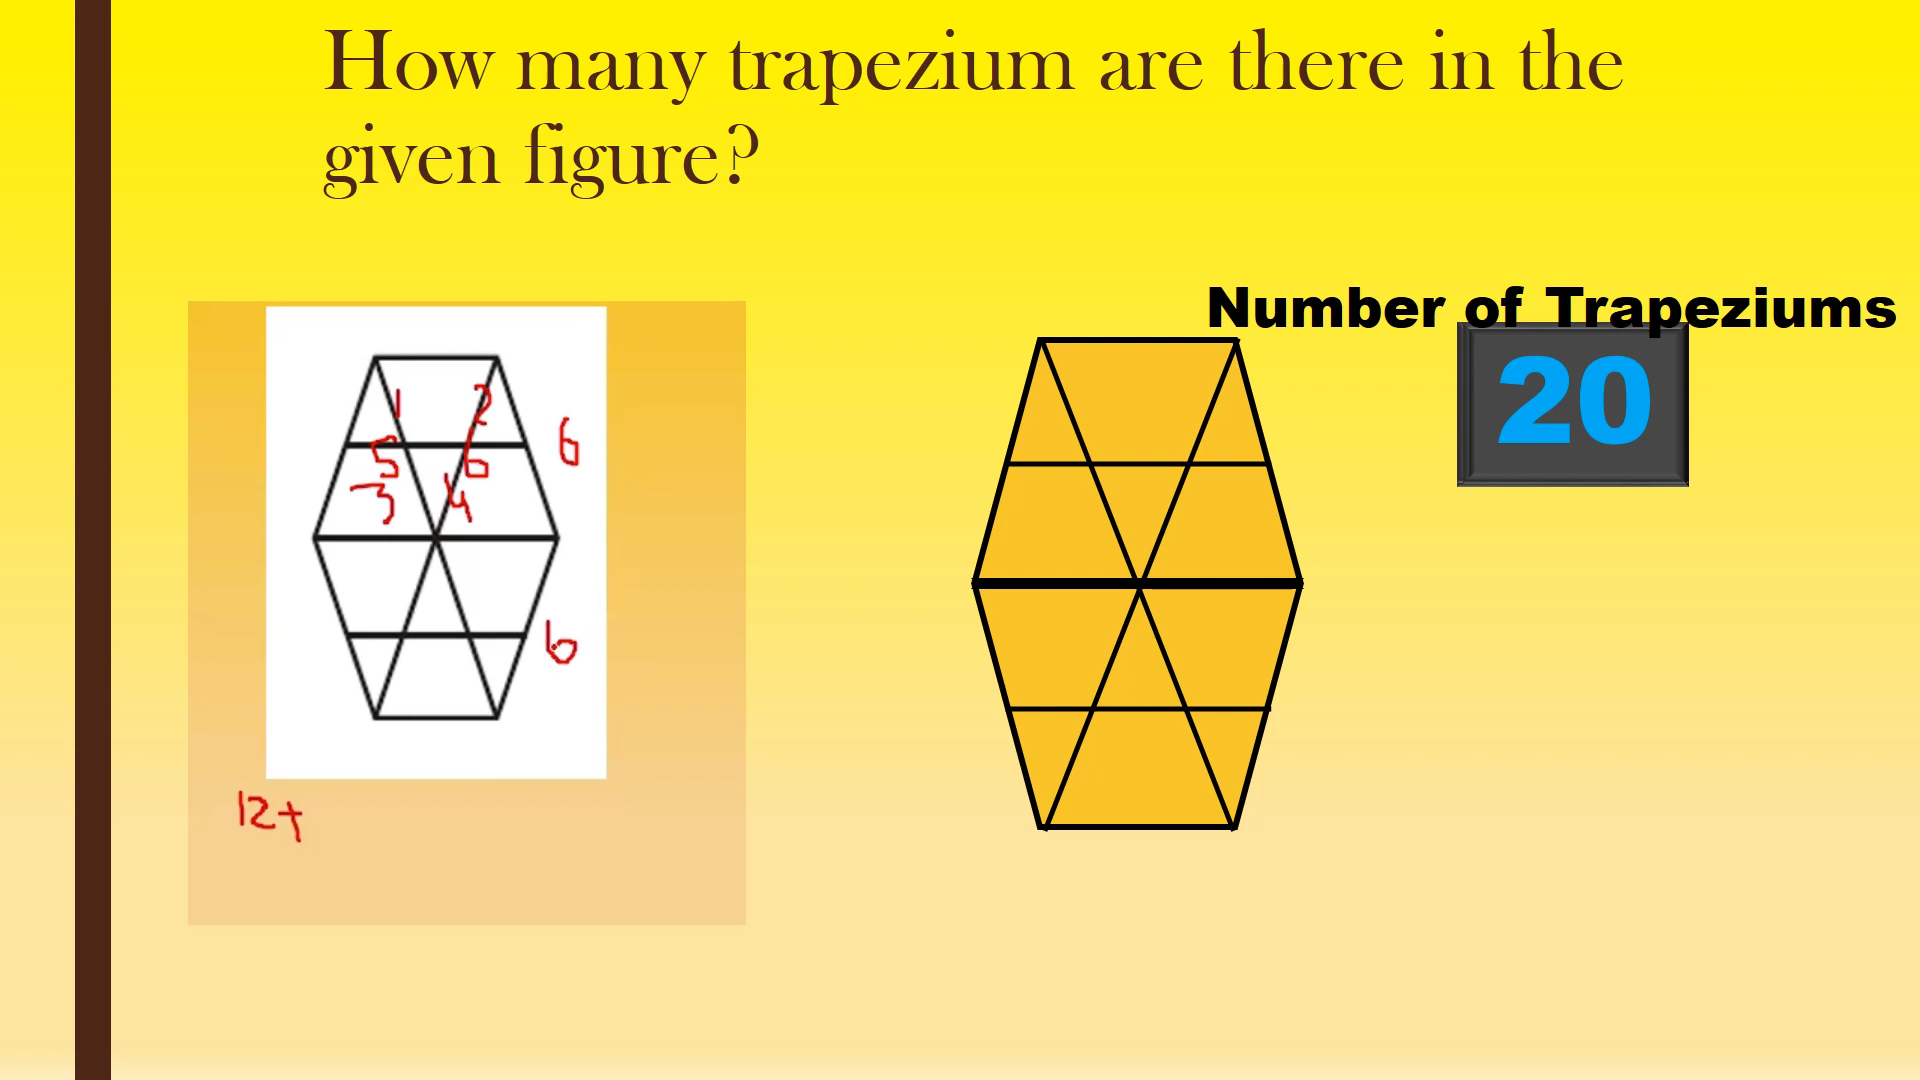 How many trapezium are there in the
given figure?
Number of Trapeziums
20
1 2
5 6
3 4
6
6
12+